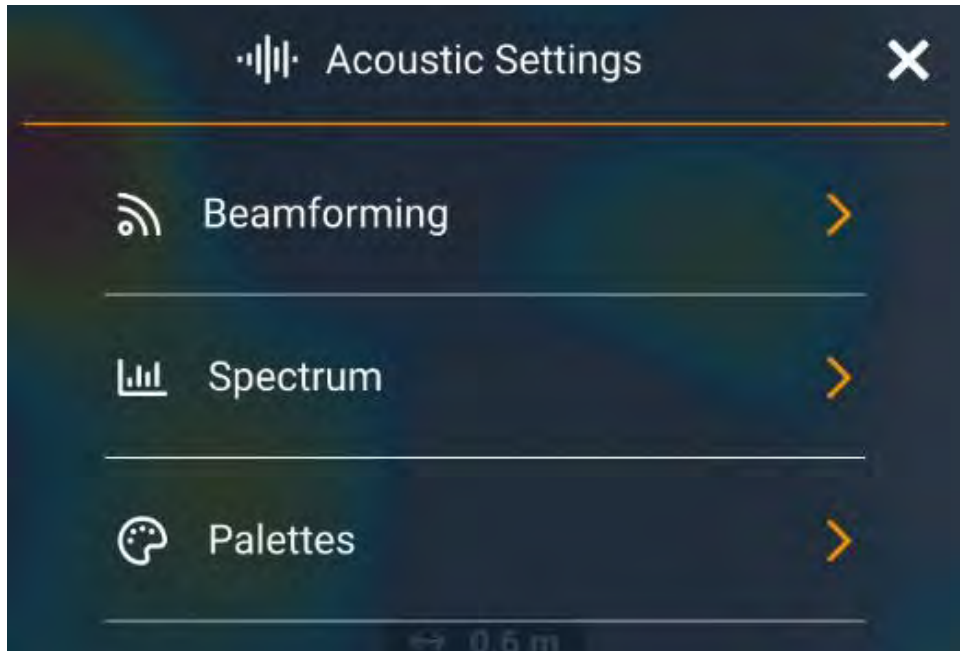 Acoustic Settings
Beamforming
Spectrum
Palettes
0.6 m